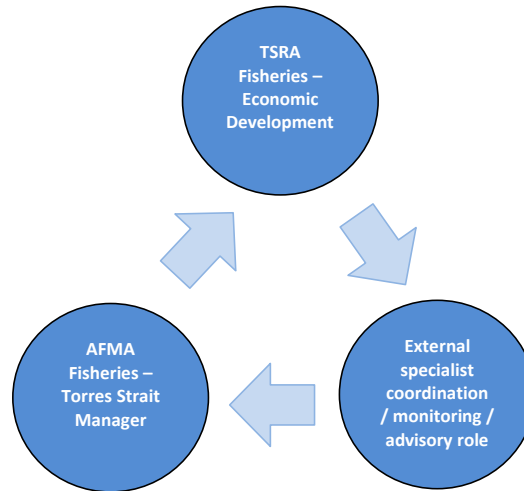 TSRA
Fisheries –
Economic
Development
External
specialist
coordination
/ monitoring /
advisory role
AFMA
Fisheries –
Torres Strait
Manager